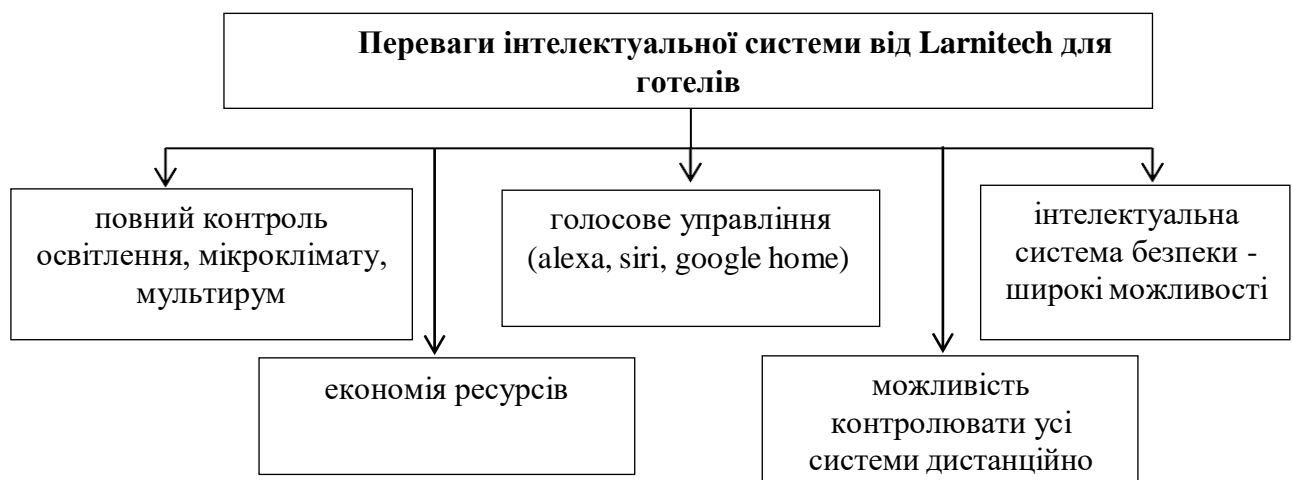 Переваги інтелектуальної системи від Larnitech для
готелів
повний контроль
освітлення, мікроклімату,
мультирум
голосове управління
(alexa, siri, google home)
інтелектуальна
система безпеки -
широкі можливості
економія ресурсів
можливість
контролювати усі
системи дистанційно